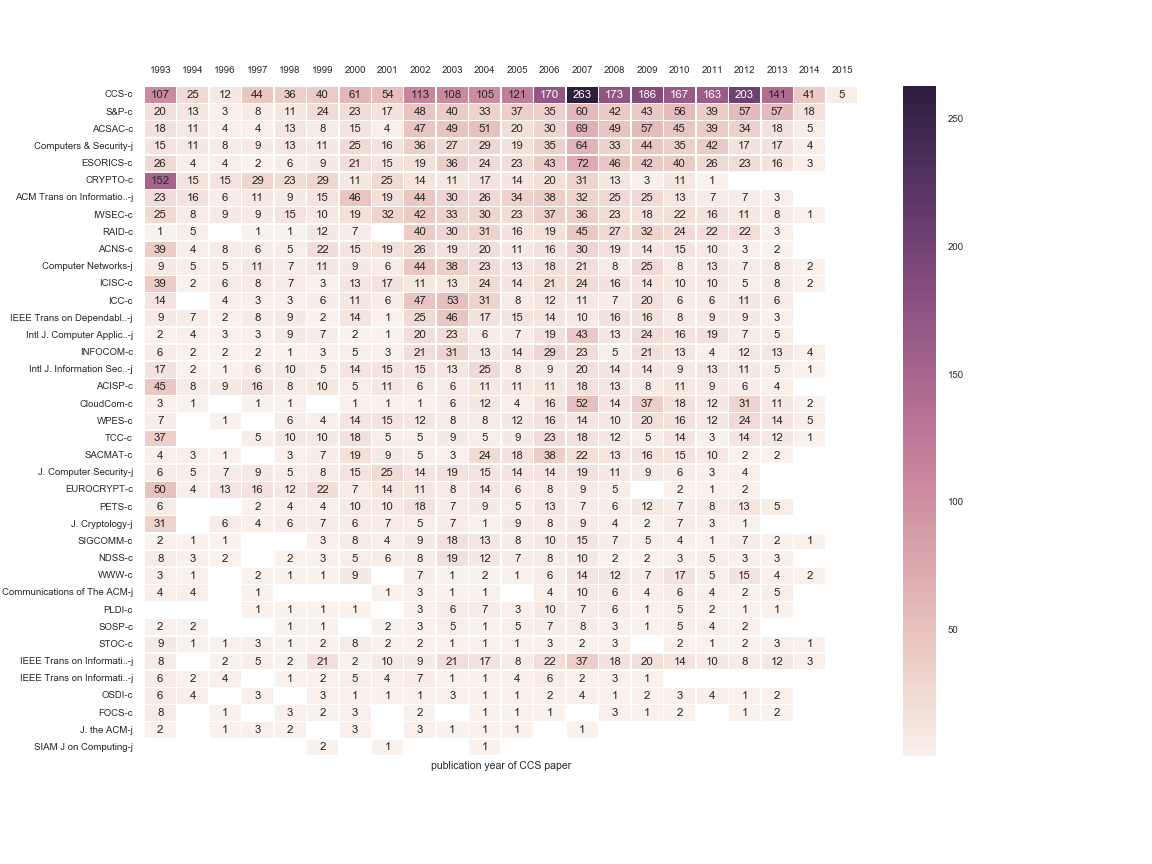 1993 1994 1996 1997 1998 1999 2000 2001 2002 2003 2004 2005 2006 2007 2008 2009 2010 2011 2012 2013 2014 2015
CCS-c 107 25 12 44 36 40 61 54 113 108 105 121 170 263 173 186 167 163 203 141 41 5
S&P-c 20 13 3 8 11 24 23 17 48 40 33 37 35 60 42 43 56 39 57 57 18
ACSAC-c 18 11 4 4 13 8 15 4 47 49 51 20 30 69 49 57 45 39 34 18 5
Computers & Security-j 15 11 8 9 13 11 25 16 36 27 29 19 35 64 33 44 35 42 17 17 4
ESORICS-c 26 4 4 2 6 9 21 15 19 36 24 23 43 72 46 42 40 26 23 16 3
CRYPTO-c 152 15 15 29 23 29 11 25 14 11 17 14 20 31 13 3 11 1
ACM Trans on Informatio..-j 23 16 6 11 9 15 46 19 44 30 26 34 38 32 25 25 13 7 7 3
IWSEC-c 25 8 9 9 15 10 19 32 42 33 30 23 37 36 23 18 22 16 11 8 1
RAID-c 1 5 1 1 12 7 40 30 31 16 19 45 27 32 24 22 22 3
ACNS-c 39 4 8 6 5 22 15 19 26 19 20 11 16 30 19 14 15 10 3 2
Computer Networks-j 9 5 5 11 7 11 9 6 44 38 23 13 18 21 8 25 8 13 7 8 2
ICISC-c 39 2 6 8 7 3 13 17 11 13 24 14 21 24 16 14 10 10 5 8 2
ICC-c 14 4 3 3 6 11 6 47 53 31 8 12 11 7 20 6 6 11 6
IEEE Trans on Dependabl..-j 9 7 2 8 9 2 14 1 25 46 17 15 14 10 16 16 8 9 9 3
Intl J. Computer Applic..-j 2 4 3 3 9 7 2 1 20 23 6 7 19 43 13 24 16 19 7 5
INFOCOM-c 6 2 2 2 1 3 5 3 21 31 13 14 29 23 5 21 13 4 12 13 4
Intl J. Information Sec..-j 17 2 1 6 10 5 14 15 15 13 25 8 9 20 14 14 9 13 11 5 1
ACISP-c 45 8 9 16 8 10 5 11 6 6 11 11 11 18 13 8 11 9 6 4
CloudCom-c 3 1 1 1 1 1 1 6 12 4 16 52 14 37 18 12 31 11 2
WPES-c 7 1 6 4 14 15 12 8 8 12 16 14 10 20 16 12 24 14 5
TCC-c 37 5 10 10 18 5 5 9 5 9 23 18 12 5 14 3 14 12 1
SACMAT-c 4 3 1 3 7 19 9 5 3 24 18 38 22 13 16 15 10 2 2
J. Computer Security-j 6 5 7 9 5 8 15 25 14 19 15 14 14 19 11 9 6 3 4
EUROCRYPT-c 50 4 13 16 12 22 7 14 11 8 14 6 8 9 5 2 1 2
PETS-c 6 2 4 4 10 10 18 7 9 5 13 7 6 12 7 8 13 5
J. Cryptology-j 31 6 4 6 7 6 7 5 7 1 9 8 9 4 2 7 3 1
SIGCOMM-c 2 1 1 3 8 4 9 18 13 8 10 15 7 5 4 1 7 2 1
NDSS-c 8 3 2 2 3 5 6 8 19 12 7 8 10 2 2 3 5 3 3
WWW-c 3 1 2 1 1 9 7 1 2 1 6 14 12 7 17 5 15 4 2
Communications of The ACM-j 4 4 1 1 3 1 1 4 10 6 4 6 4 2 5
PLDI-c 1 1 1 1 3 6 7 3 10 7 6 1 5 2 1 1
SOSP-c 2 2 1 1 2 3 5 1 5 7 8 3 1 5 4 2
STOC-c 9 1 1 3 1 2 8 2 2 1 1 1 3 2 3 2 1 2 3 1
IEEE Trans on Informati..-j 8 2 5 2 21 2 10 9 21 17 8 22 37 18 20 14 10 8 12 3
IEEE Trans on Informati..-j 6 2 4 1 2 5 4 7 1 1 4 6 2 3 1
OSDI-c 6 4 3 3 1 1 1 3 1 1 2 4 1 2 3 4 1 2
FOCS-c 8 1 3 2 3 2 1 1 1 3 1 2 1 2
J. the ACM-j 2 1 3 2 3 3 1 1 1 1
SIAM J on Computing-j 2 1 1
publication year of CCS paper
250
200
150
100
50